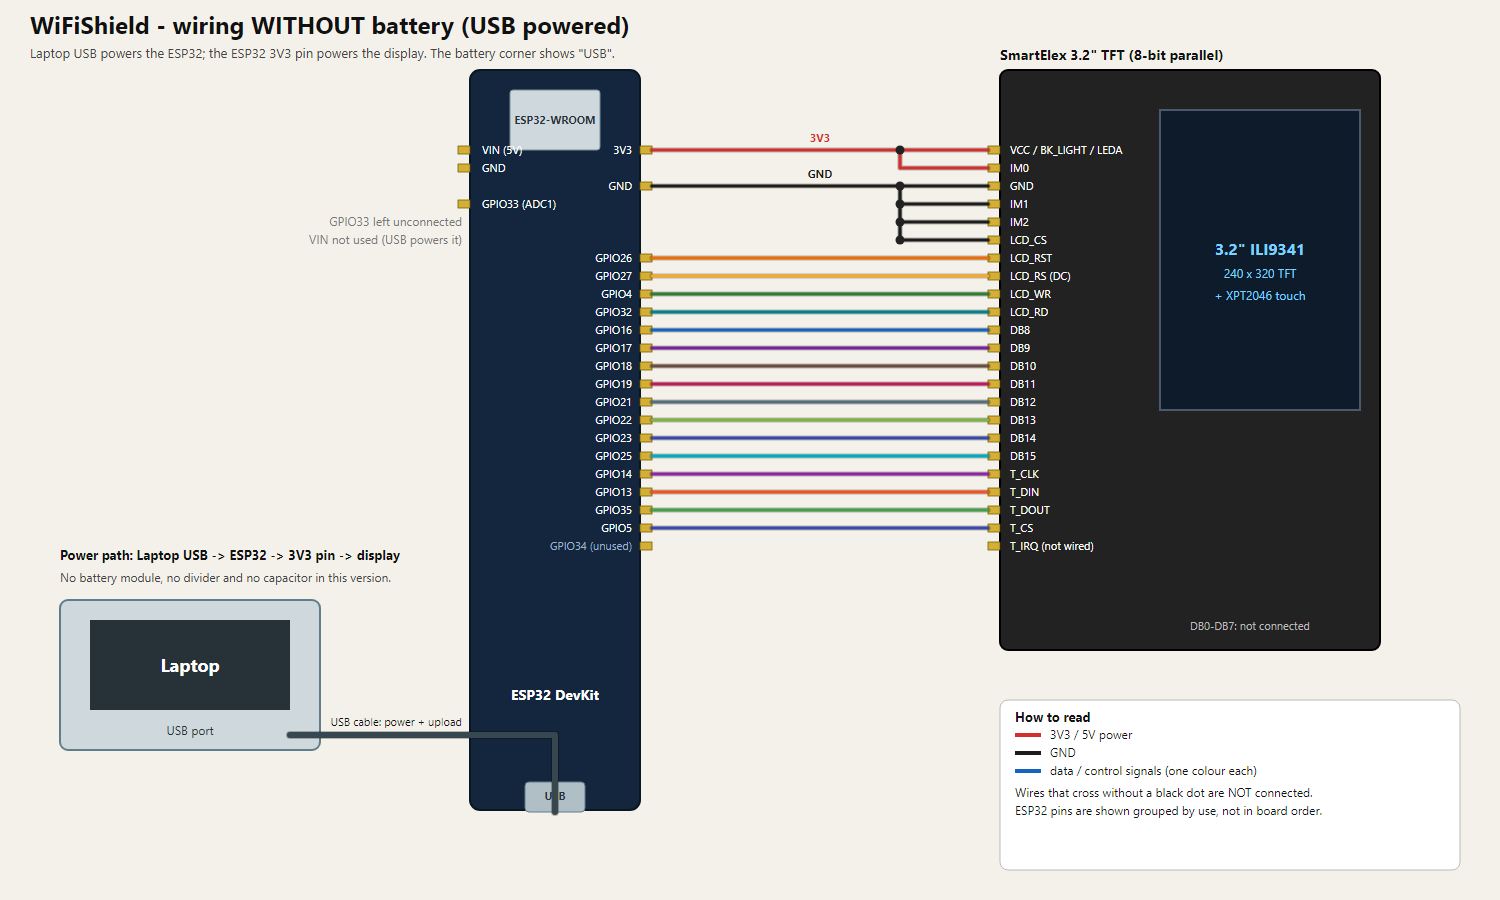 WiFiShield - wiring WITHOUT battery (USB powered)
Laptop USB powers the ESP32; the ESP32 3V3 pin powers the display. The battery corner shows "USB".
SmartElex 3.2" TFT (8-bit parallel)
ESP32-WROOM
VIN (5V)
GND
GPIO33 (ADC1)
GPIO33 left unconnected
VIN not used (USB powers it)
3V3
GND
GPIO26
GPIO27
GPIO4
GPIO32
GPIO16
GPIO17
GPIO18
GPIO19
GPIO21
GPIO22
GPIO23
GPIO25
GPIO14
GPIO13
GPIO35
GPIO5
GPIO34 (unused)
3V3
GND
VCC / BK_LIGHT / LEDA
IM0
GND
IM1
IM2
LCD_CS
LCD_RST
LCD_RS (DC)
LCD_WR
LCD_RD
DB8
DB9
DB10
DB11
DB12
DB13
DB14
DB15
T_CLK
T_DIN
T_DOUT
T_CS
T_IRQ (not wired)
3.2" ILI9341
240 x 320 TFT
+ XPT2046 touch
DB0-DB7: not connected
Power path: Laptop USB -> ESP32 -> 3V3 pin -> display
No battery module, no divider and no capacitor in this version.
Laptop
USB port
USB cable: power + upload
ESP32 DevKit
USB
How to read
3V3 / 5V power
GND
data / control signals (one colour each)
Wires that cross without a black dot are NOT connected.
ESP32 pins are shown grouped by use, not in board order.